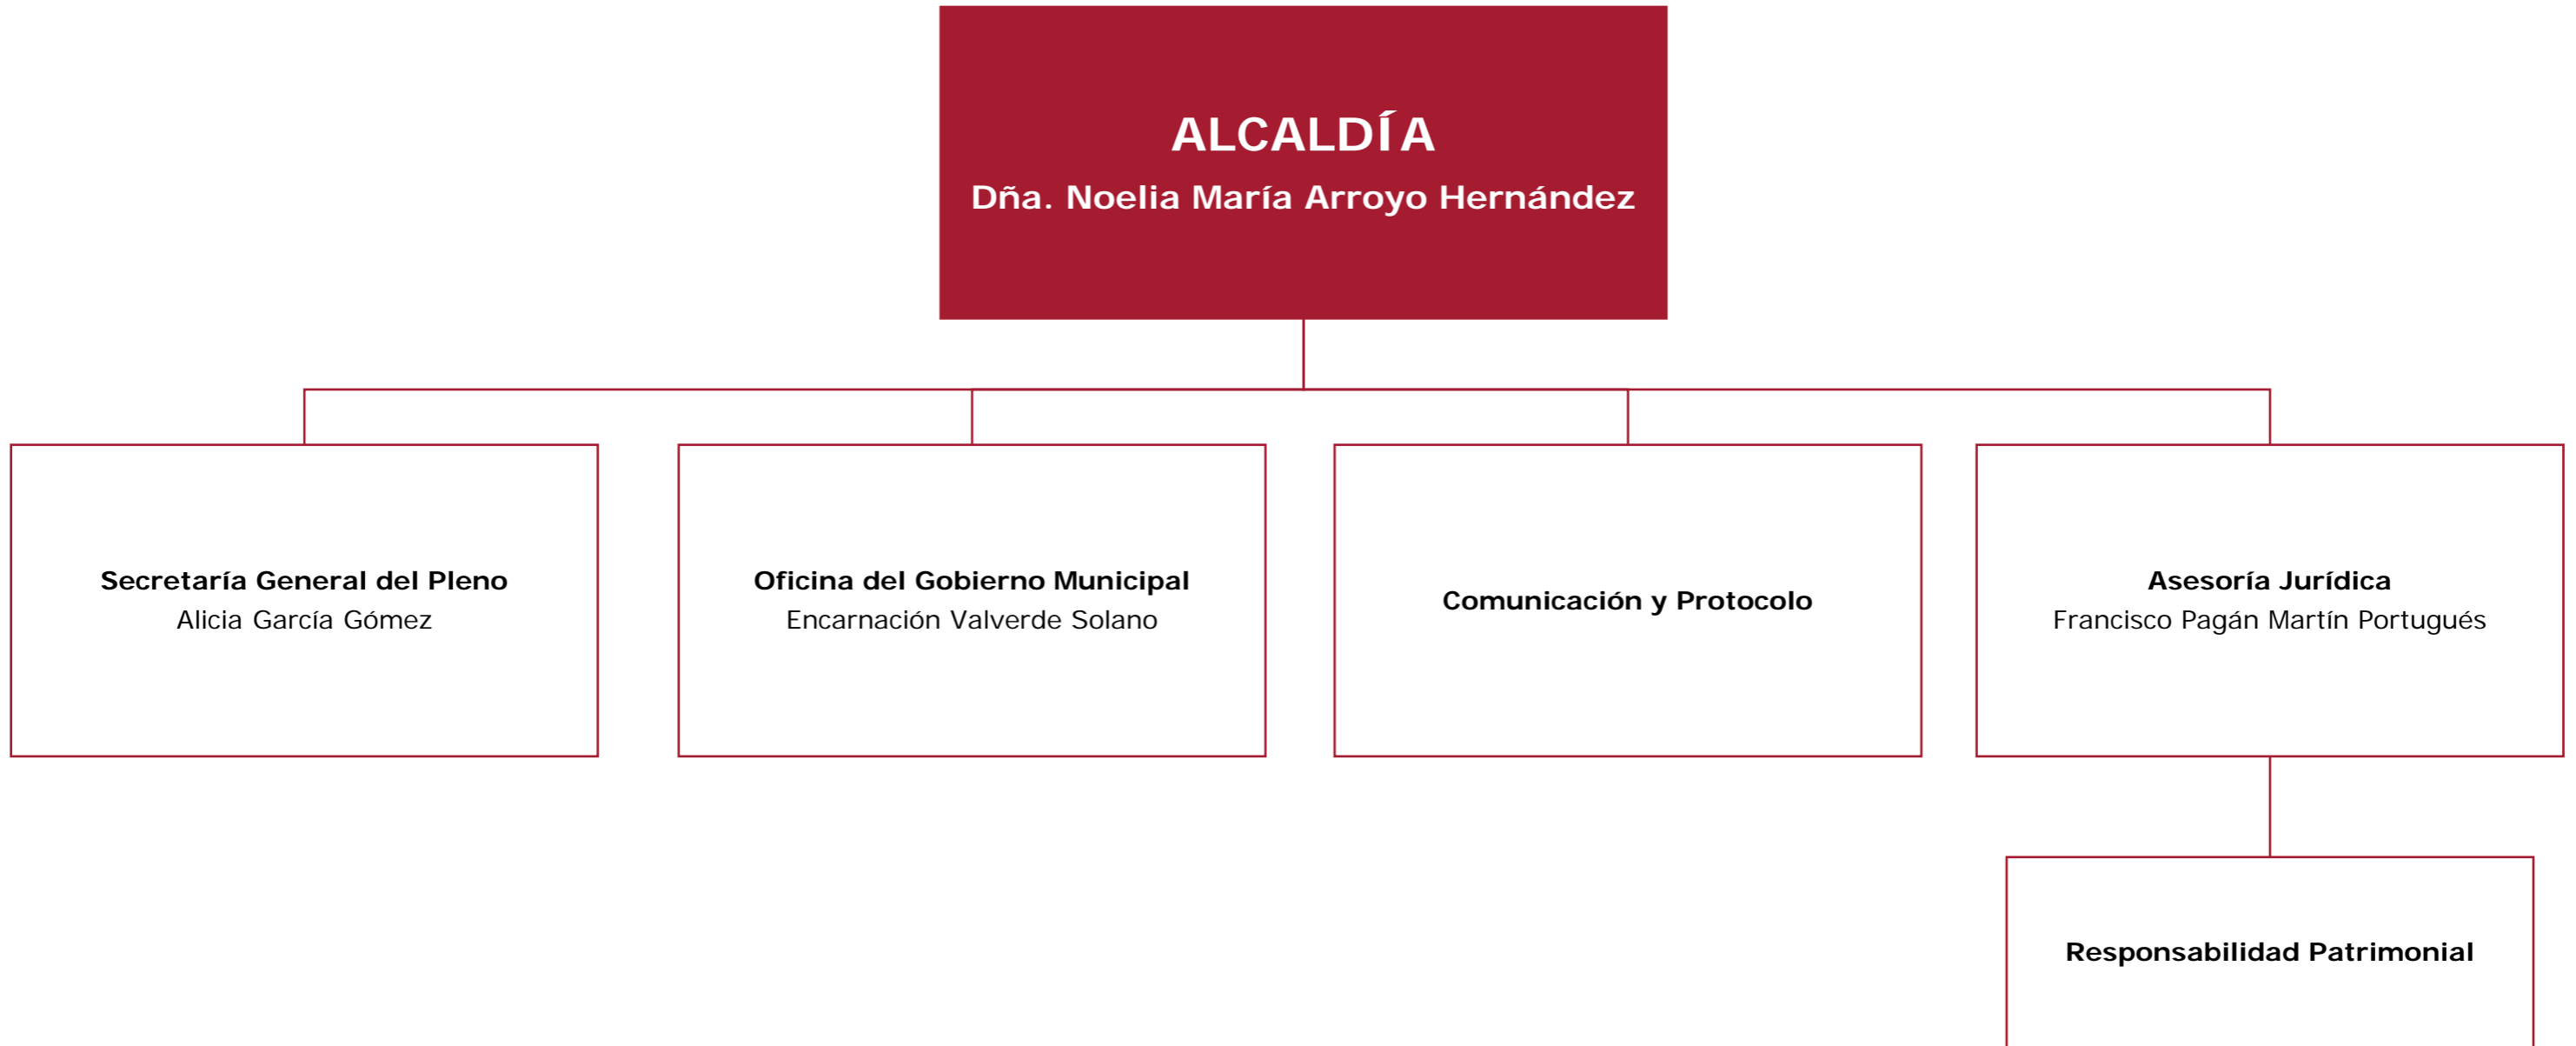 ALCALDÍA
Dña. Noelia María Arroyo Hernández
Secretaría General del Pleno
Alicia García Gómez
Oficina del Gobierno Municipal
Encarnación Valverde Solano
Comunicación y Protocolo
Asesoría Jurídica
Francisco Pagán Martín Portugués
Responsabilidad Patrimonial